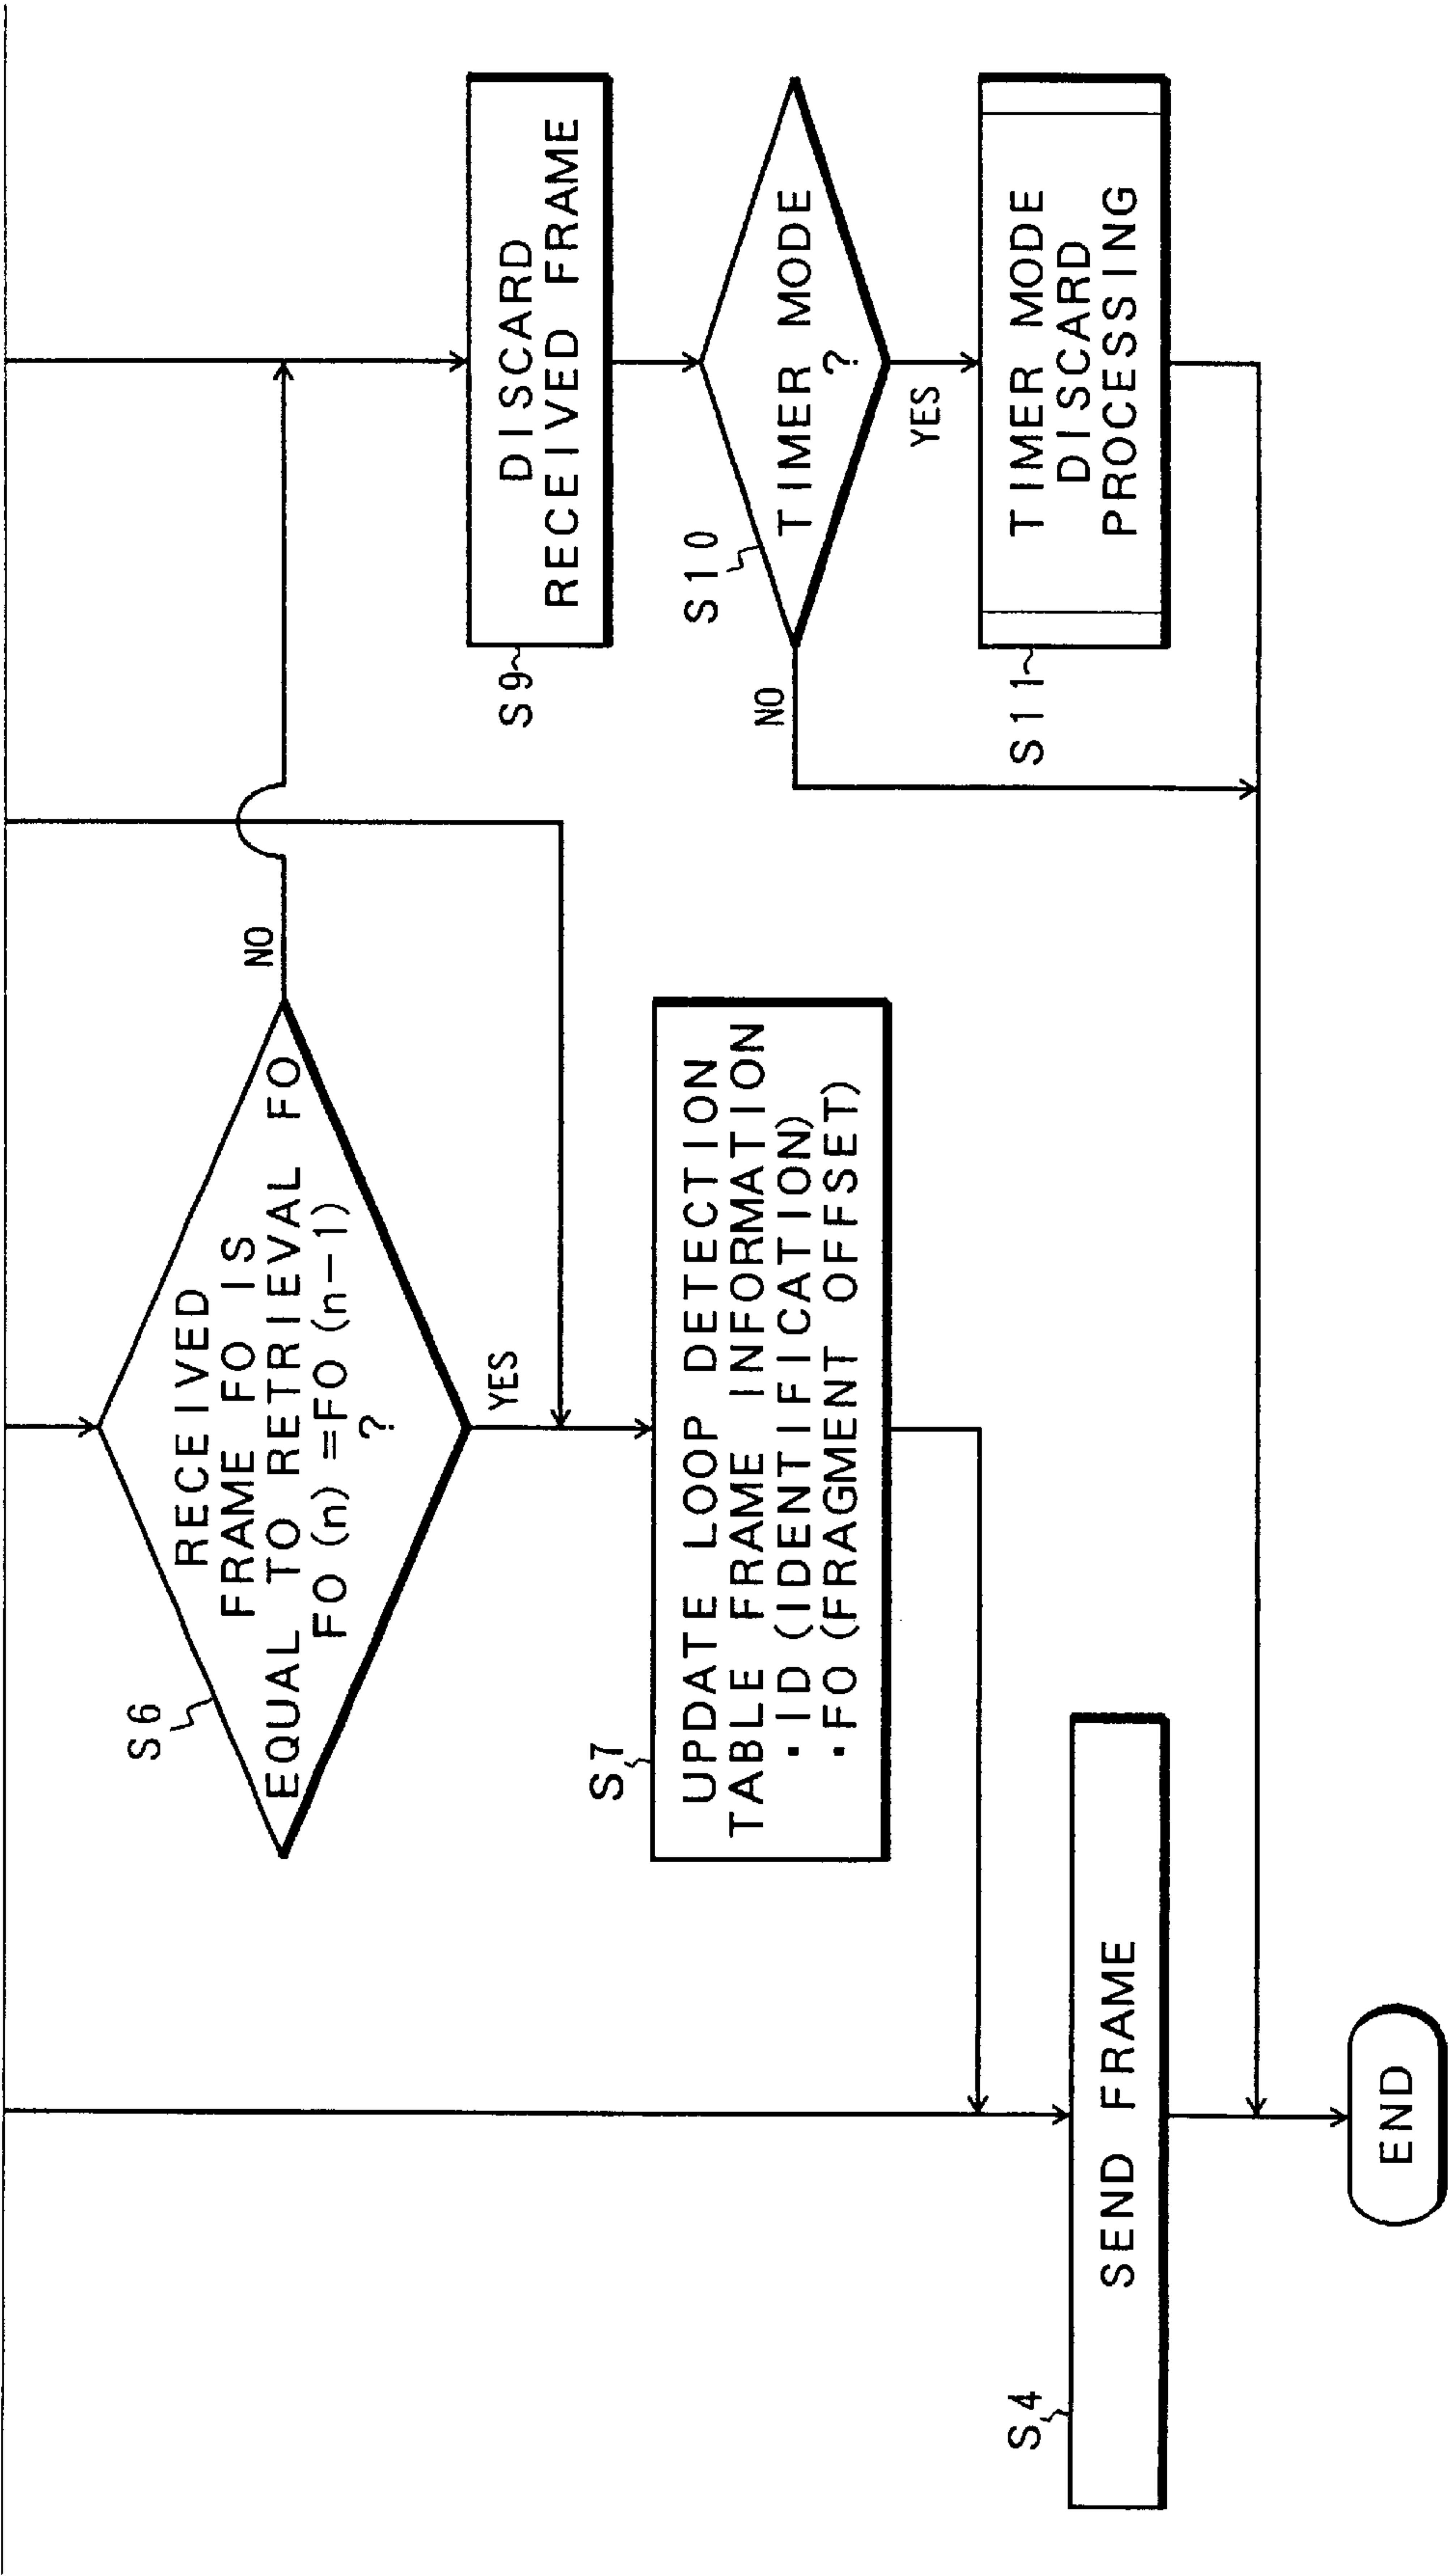 S6
RECEIVED
FRAME FO IS
EQUAL TO RETRIEVAL FO
FO (n) =FO (n−1)
?
NO
YES
S7
UPDATE LOOP DETECTION
TABLE FRAME INFORMATION
・ID (IDENTIFICATION)
・FO (FRAGMENT OFFSET)
S4
SEND FRAME
END
S9
DISCARD
RECEIVED FRAME
S10
TIMER MODE
?
NO
YES
S11
TIMER MODE
DISCARD
PROCESSING